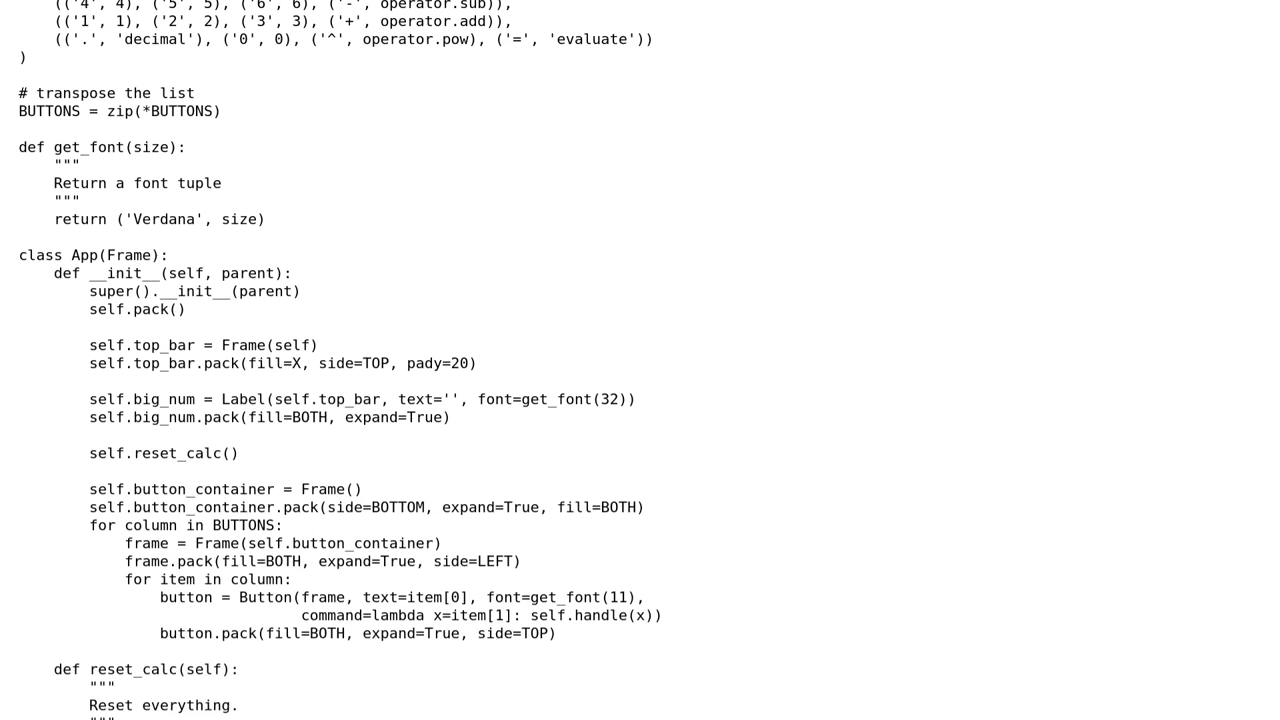 (('4', 4), ('5', 5), ('6', 6), ('-', operator.sub)),
    (('1', 1), ('2', 2), ('3', 3), ('+', operator.add)),
    (('.', 'decimal'), ('0', 0), ('^', operator.pow), ('=', 'evaluate'))
)

# transpose the list
BUTTONS = zip(*BUTTONS)

def get_font(size):
    """
    Return a font tuple
    """
    return ('Verdana', size)

class App(Frame):
    def __init__(self, parent):
        super().__init__(parent)
        self.pack()

        self.top_bar = Frame(self)
        self.top_bar.pack(fill=X, side=TOP, pady=20)

        self.big_num = Label(self.top_bar, text='', font=get_font(32))
        self.big_num.pack(fill=BOTH, expand=True)

        self.reset_calc()

        self.button_container = Frame()
        self.button_container.pack(side=BOTTOM, expand=True, fill=BOTH)
        for column in BUTTONS:
            frame = Frame(self.button_container)
            frame.pack(fill=BOTH, expand=True, side=LEFT)
            for item in column:
                button = Button(frame, text=item[0], font=get_font(11),
                                command=lambda x=item[1]: self.handle(x))
                button.pack(fill=BOTH, expand=True, side=TOP)

    def reset_calc(self):
        """
        Reset everything.
        """